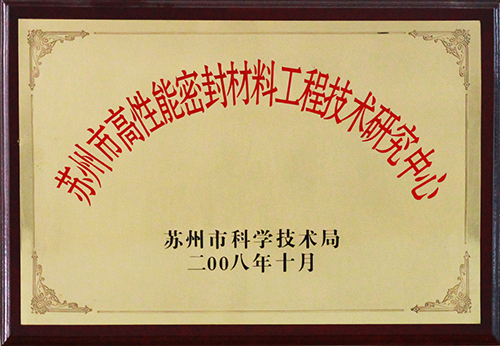 苏州市高性能密封材料工程技术研究中心
苏州市科学技术局
二00八年十月